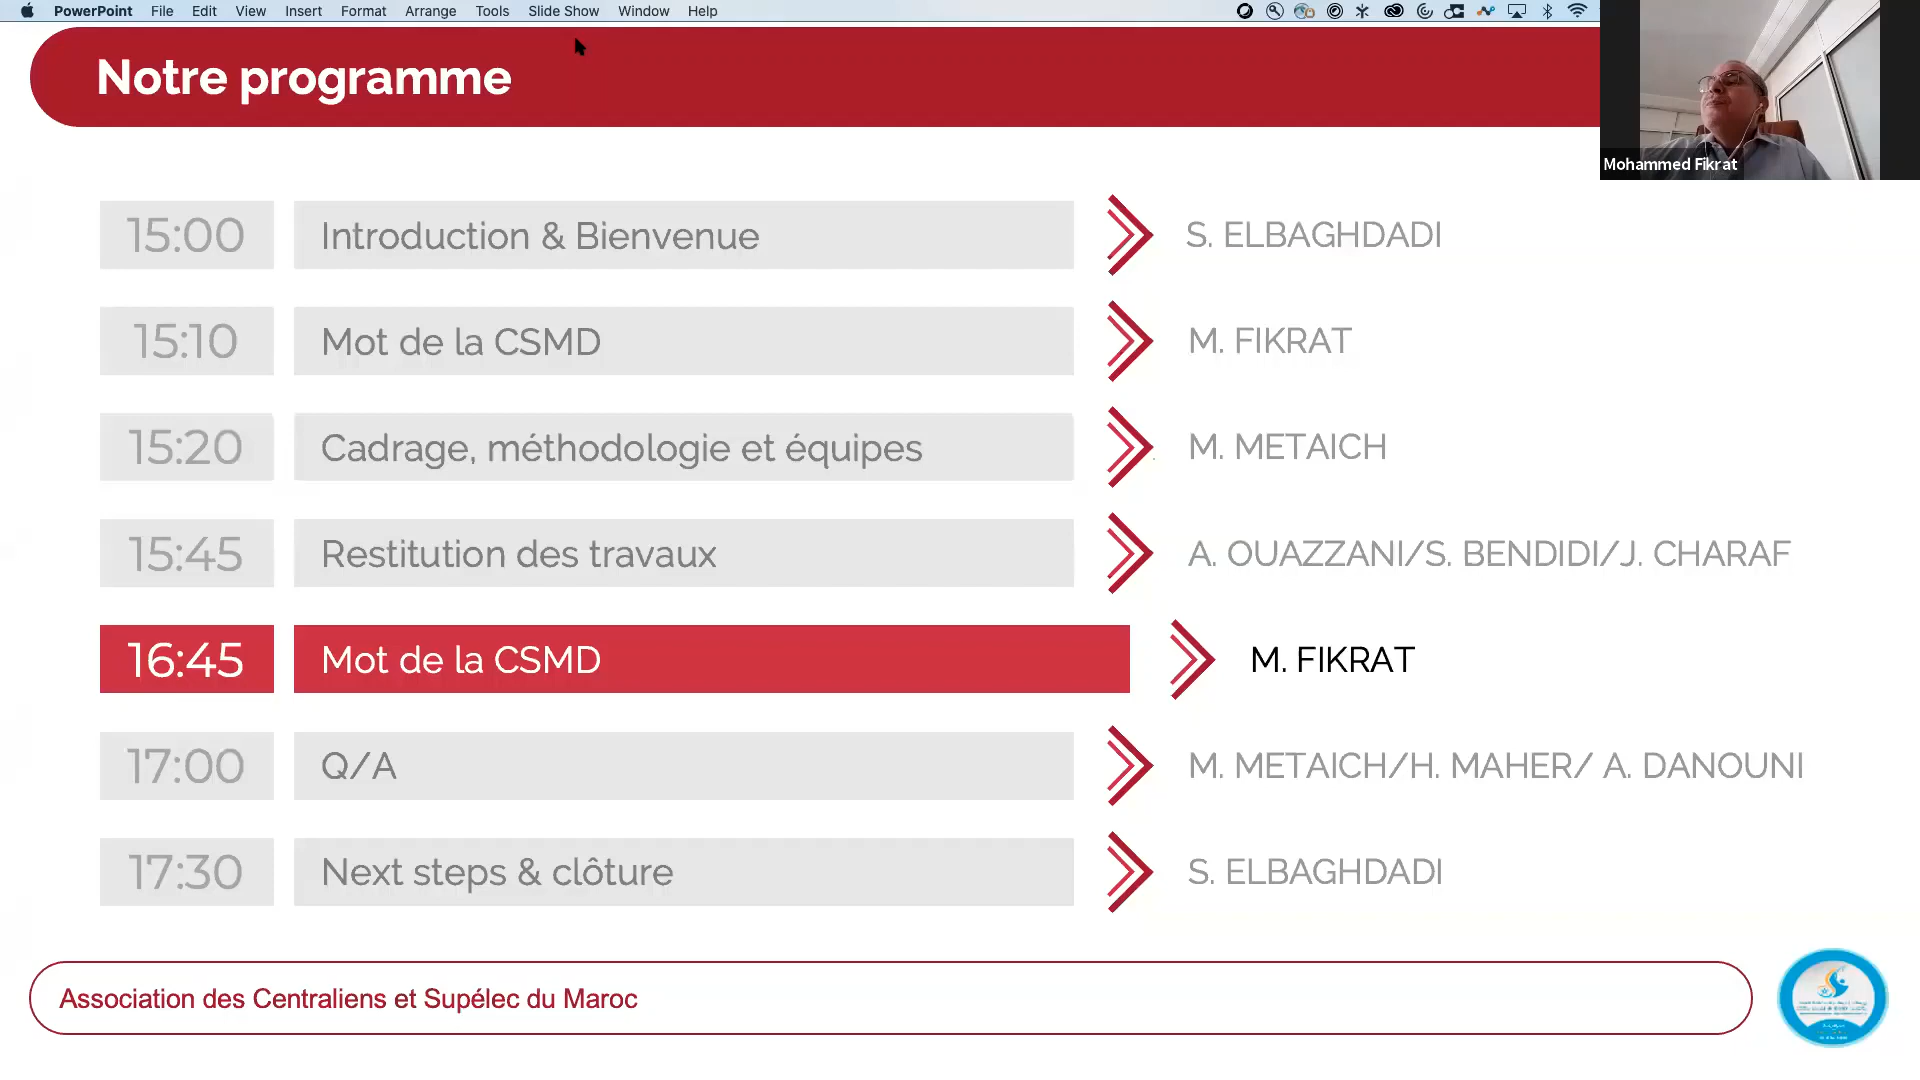 PowerPoint File Edit View Insert Format Arrange Tools Slide Show Window Help
Notre programme
Mohammed Fikrat
15:00 Introduction & Bienvenue S. ELBAGHDADI
15:10 Mot de la CSMD M. FIKRAT
15:20 Cadrage, méthodologie et équipes M. METAICH
15:45 Restitution des travaux A. OUAZZANI/S. BENDIDI/J. CHARAF
16:45 Mot de la CSMD M. FIKRAT
17:00 Q/A M. METAICH/H. MAHER/ A. DANOUNI
17:30 Next steps & clôture S. ELBAGHDADI
Association des Centraliens et Supélec du Maroc